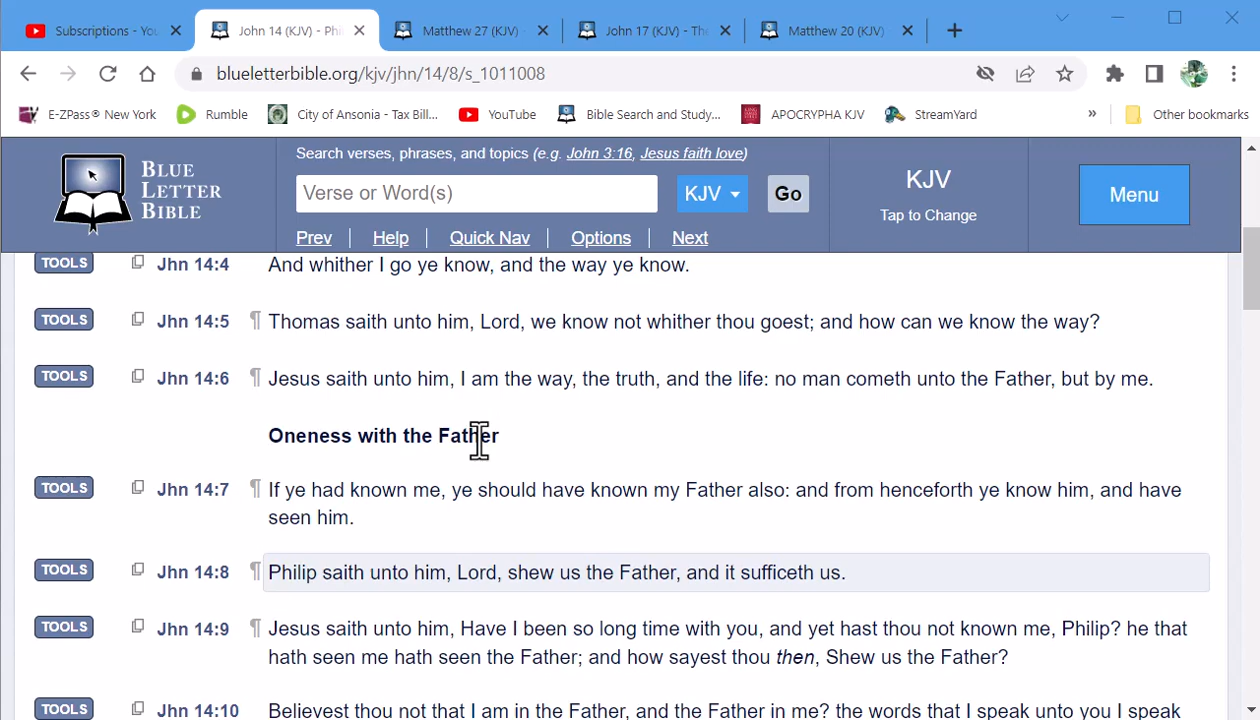 Subscriptions - You
John 14 (KJV) - Phi
Matthew 27 (KJV) -
John 17 (KJV) - The
Matthew 20 (KJV) -
blueletterbible.org/kjv/jhn/14/8/s_1011008
E-ZPass® New York
Rumble
City of Ansonia - Tax Bill...
YouTube
Bible Search and Study...
APOCRYPHA KJV
StreamYard
»
Other bookmarks
BLUE
LETTER
BIBLE
Search verses, phrases, and topics (e.g. John 3:16, Jesus faith love)
Verse or Word(s)
KJV
Go
Prev | Help | Quick Nav | Options | Next
KJV
Tap to Change
Menu
TOOLS Jhn 14:4 And whither I go ye know, and the way ye know.
TOOLS Jhn 14:5 ¶ Thomas saith unto him, Lord, we know not whither thou goest; and how can we know the way?
TOOLS Jhn 14:6 ¶ Jesus saith unto him, I am the way, the truth, and the life: no man cometh unto the Father, but by me.
Oneness with the Father
TOOLS Jhn 14:7 ¶ If ye had known me, ye should have known my Father also: and from henceforth ye know him, and have
seen him.
TOOLS Jhn 14:8 ¶ Philip saith unto him, Lord, shew us the Father, and it sufficeth us.
TOOLS Jhn 14:9 ¶ Jesus saith unto him, Have I been so long time with you, and yet hast thou not known me, Philip? he that
hath seen me hath seen the Father; and how sayest thou then, Shew us the Father?
TOOLS Jhn 14:10 Believest thou not that I am in the Father, and the Father in me? the words that I speak unto you I speak